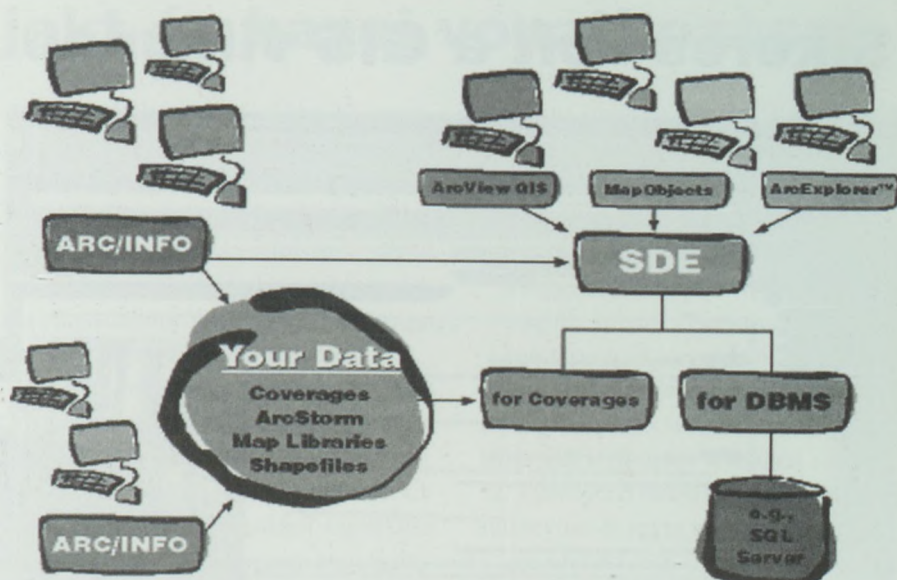 ArcView GIS
MapObjects
ArcExplorer™
ARC/INFO
SDE
Your Data
Coverages
ArcStorm
Map Libraries
Shapefiles
for Coverages
for DBMS
ARC/INFO
e.g.,
SQL
Server